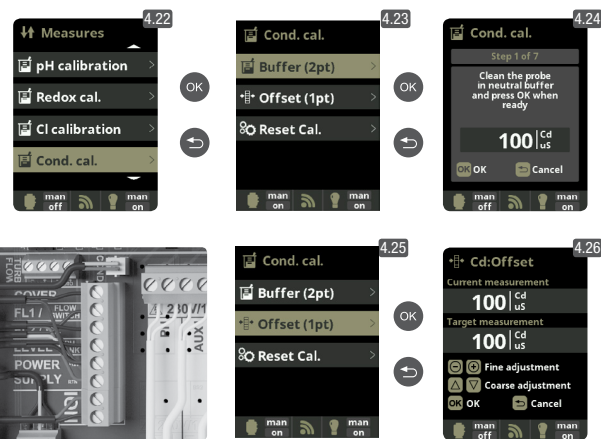 4.22
Measures
pH calibration
Redox cal.
Cl calibration
Cond. cal.
man off
man on
OK
4.23
Cond. cal.
Buffer (2pt)
Offset (1pt)
Reset Cal.
man on
man on
OK
4.24
Cond. cal.
Step 1 of 7
Clean the probe
in neutral buffer
and press OK when
ready
100 Cd uS
OK OK Cancel
man off
man on
TURB
FLOW
COND
COVER
FL1 / FLOW
SWITCH
POWER
SUPPLY
AUX
4.25
Cond. cal.
Buffer (2pt)
Offset (1pt)
Reset Cal.
man on
man on
OK
4.26
Cd:Offset
Current measurement
100 Cd uS
Target measurement
100 Cd uS
Fine adjustment
Coarse adjustment
OK OK Cancel
man off
man on